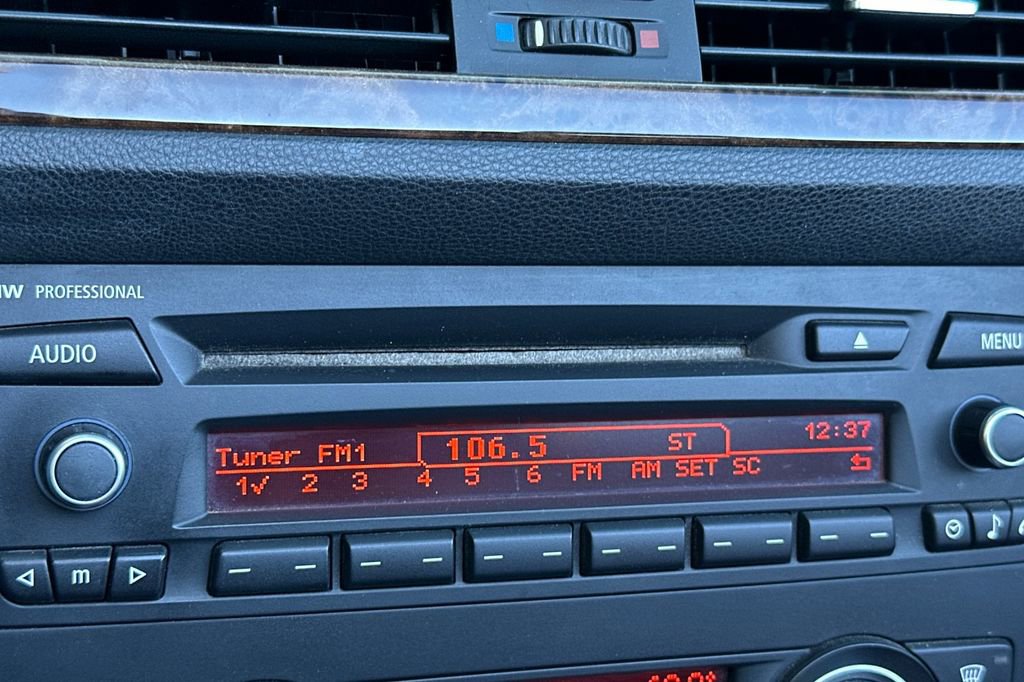 PROFESSIONAL
AUDIO
MENU
Tuner FM1 106.5 ST 12:37
1✓ 2 3 4 5 6 FM AM SET SC
m